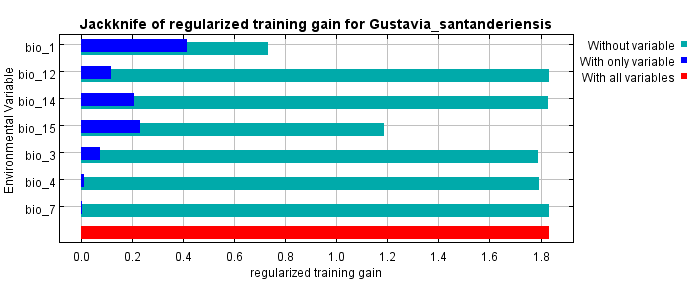 Jackknife of regularized training gain for Gustavia_santanderiensis
Environmental Variable
bio_1
bio_12
bio_14
bio_15
bio_3
bio_4
bio_7
0.0 0.2 0.4 0.6 0.8 1.0 1.2 1.4 1.6 1.8
regularized training gain
Without variable
With only variable
With all variables